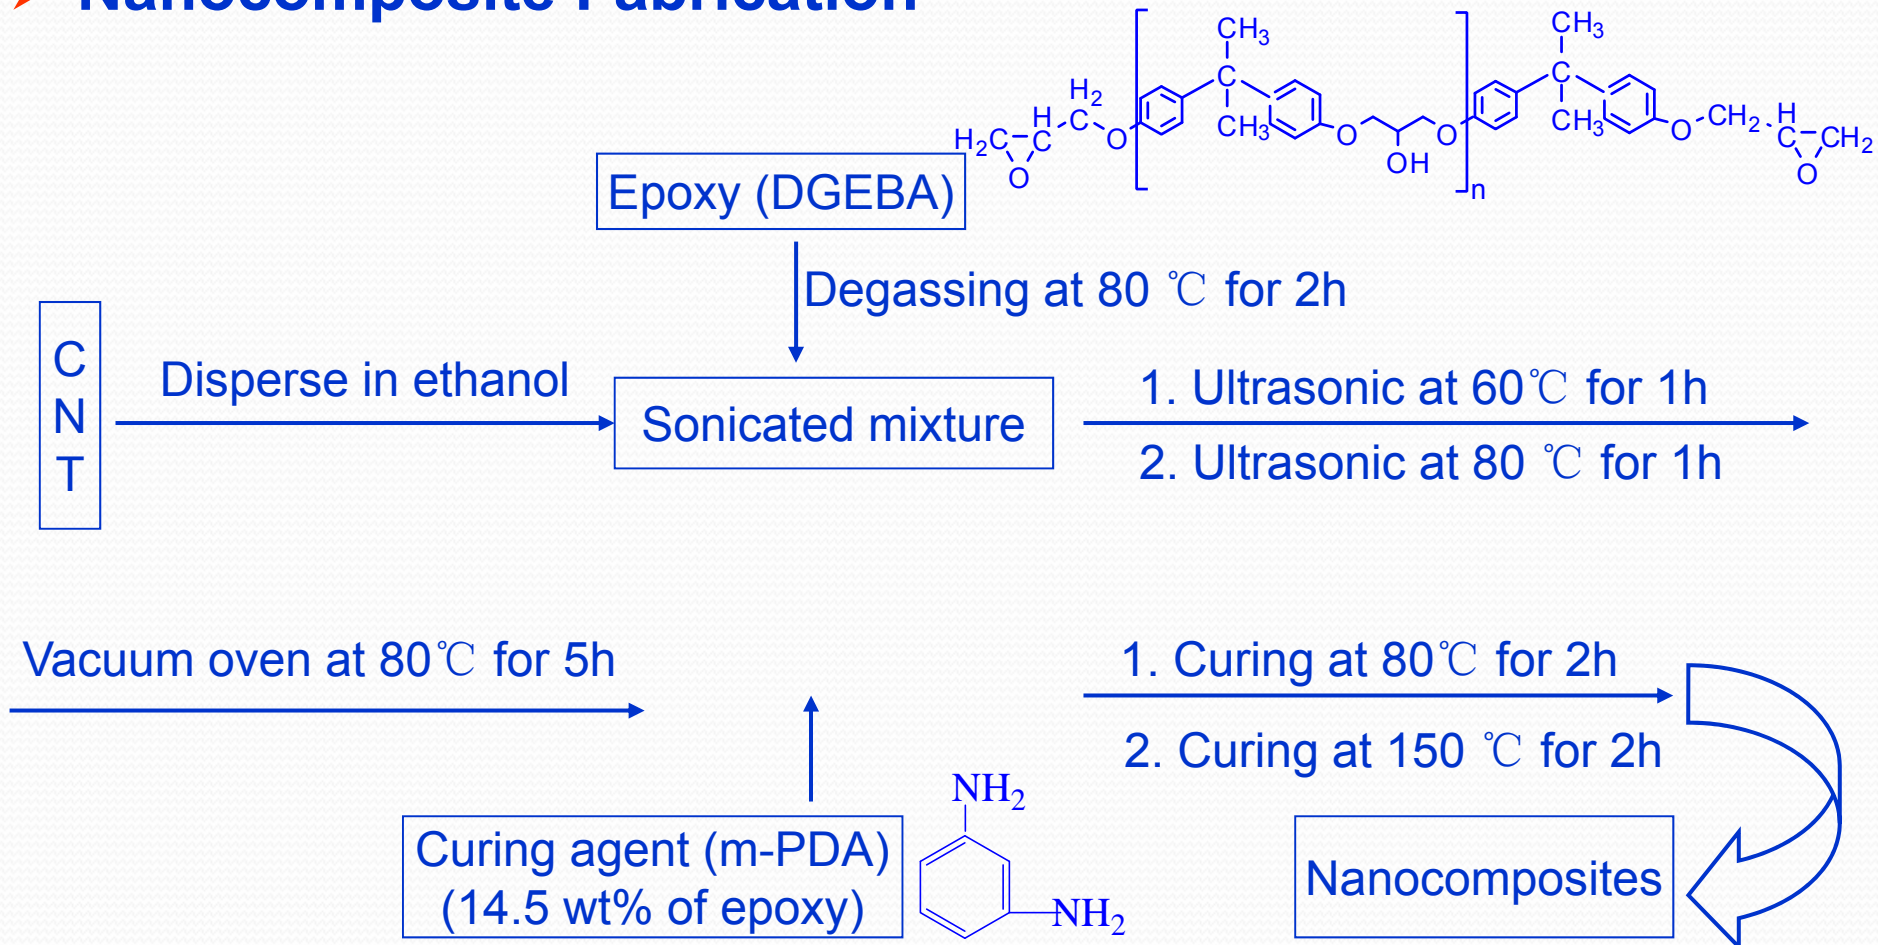 Nanocomposite Fabrication
CH3
CH3
H2
H2C
H
C
C
O
O
C
CH3
O
OH
O
n
C
CH3
O
CH2
H
C
CH2
O
Epoxy (DGEBA)
Degassing at 80 ℃ for 2h
C
N
T
Disperse in ethanol
Sonicated mixture
1. Ultrasonic at 60℃ for 1h
2. Ultrasonic at 80 ℃ for 1h
Vacuum oven at 80℃ for 5h
1. Curing at 80℃ for 2h
2. Curing at 150 ℃ for 2h
Curing agent (m-PDA)
(14.5 wt% of epoxy)
NH2
NH2
Nanocomposites